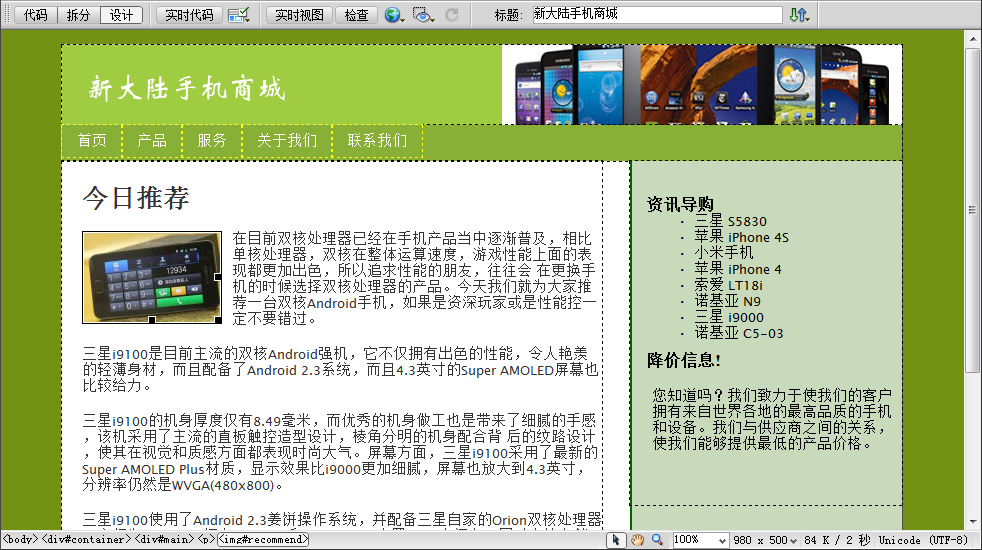 代码 拆分 设计 实时代码 实时视图 检查 标题: 新大陆手机商城
新大陆手机商城
首页 产品 服务 关于我们 联系我们
今日推荐
在目前双核处理器已经在手机产品当中逐渐普及，相比
单核处理器，双核在整体运算速度，游戏性能上面的表
现都更加出色，所以追求性能的朋友，往往会 在更换手
机的时候选择双核处理器的产品。今天我们就为大家推
荐一台双核Android手机，如果是资深玩家或是性能控一
定不要错过。
12934
三星i9100是目前主流的双核Android强机，它不仅拥有出色的性能，令人艳羡
的轻薄身材，而且配备了Android 2.3系统，而且4.3英寸的Super AMOLED屏幕也
比较给力。
三星i9100的机身厚度仅有8.49毫米，而优秀的机身做工也是带来了细腻的手感
，该机采用了主流的直板触控造型设计，棱角分明的机身配合背 后的纹路设计
，使其在视觉和质感方面都表现时尚大气。屏幕方面，三星i9100采用了最新的
Super AMOLED Plus材质，显示效果比i9000更加细腻，屏幕也放大到4.3英寸，
分辨率仍然是WVGA(480x800)。
三星i9100使用了Android 2.3姜饼操作系统，并配备三星自家的Orion双核处理器
资讯导购
· 三星 S5830
· 苹果 iPhone 4S
· 小米手机
· 苹果 iPhone 4
· 索爱 LT18i
· 诺基亚 N9
· 三星 i9000
· 诺基亚 C5-03
降价信息!
您知道吗？我们致力于使我们的客户
拥有来自世界各地的最高品质的手机
和设备。我们与供应商之间的关系，
使我们能够提供最低的产品价格。
<body> <div#container> <div#main> <p> <img#recommend> 100% 980 x 500 84 K / 2 秒 Unicode (UTF-8)